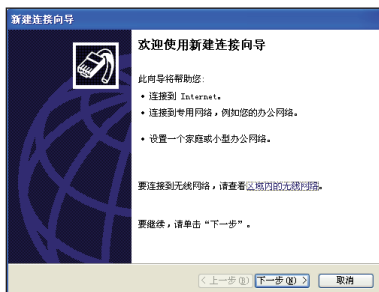 新建连接向导
欢迎使用新建连接向导
此向导将帮助您:
• 连接到 Internet。
• 连接到专用网络，例如您的办公网络。
• 设置一个家庭或小型办公网络。
要连接到无线网络，请查看区域内的无线网络。
要继续，请单击“下一步”。
< 上一步(B) 下一步(N) > 取消